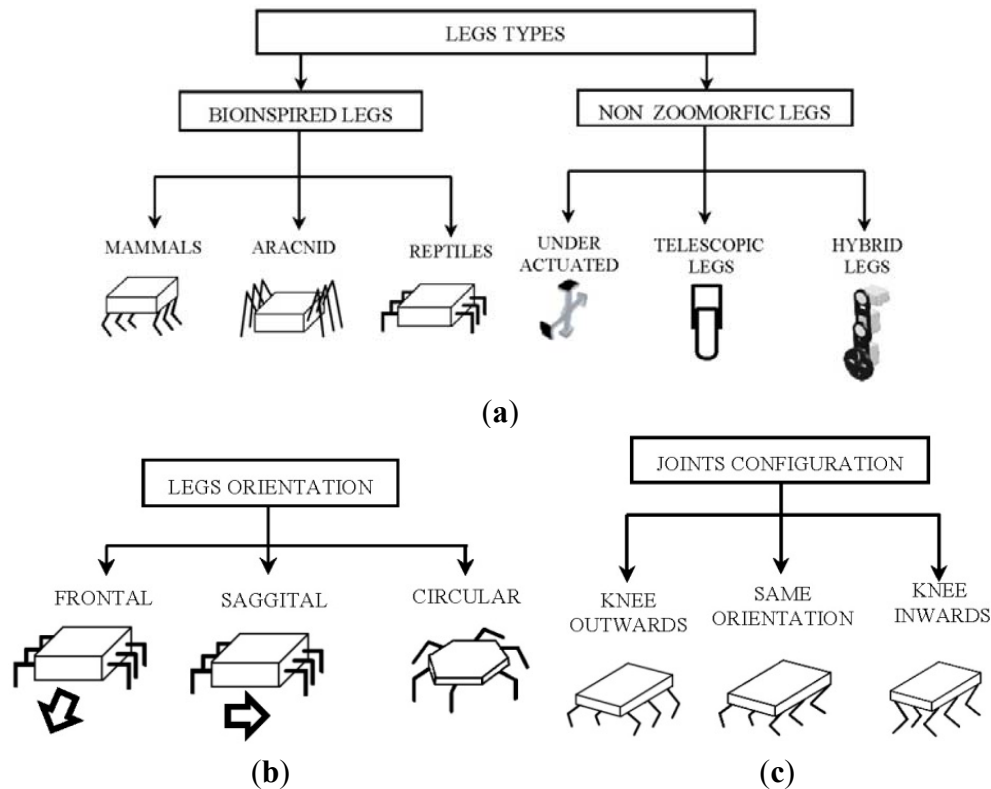 LEGS TYPES
BIOINSPIRED LEGS
NON ZOOMORFIC LEGS
MAMMALS
ARACNID
REPTILES
UNDER
ACTUATED
TELESCOPIC
LEGS
HYBRID
LEGS
(a)
LEGS ORIENTATION
FRONTAL
SAGGITAL
CIRCULAR
(b)
JOINTS CONFIGURATION
KNEE
OUTWARDS
SAME
ORIENTATION
KNEE
INWARDS
(c)